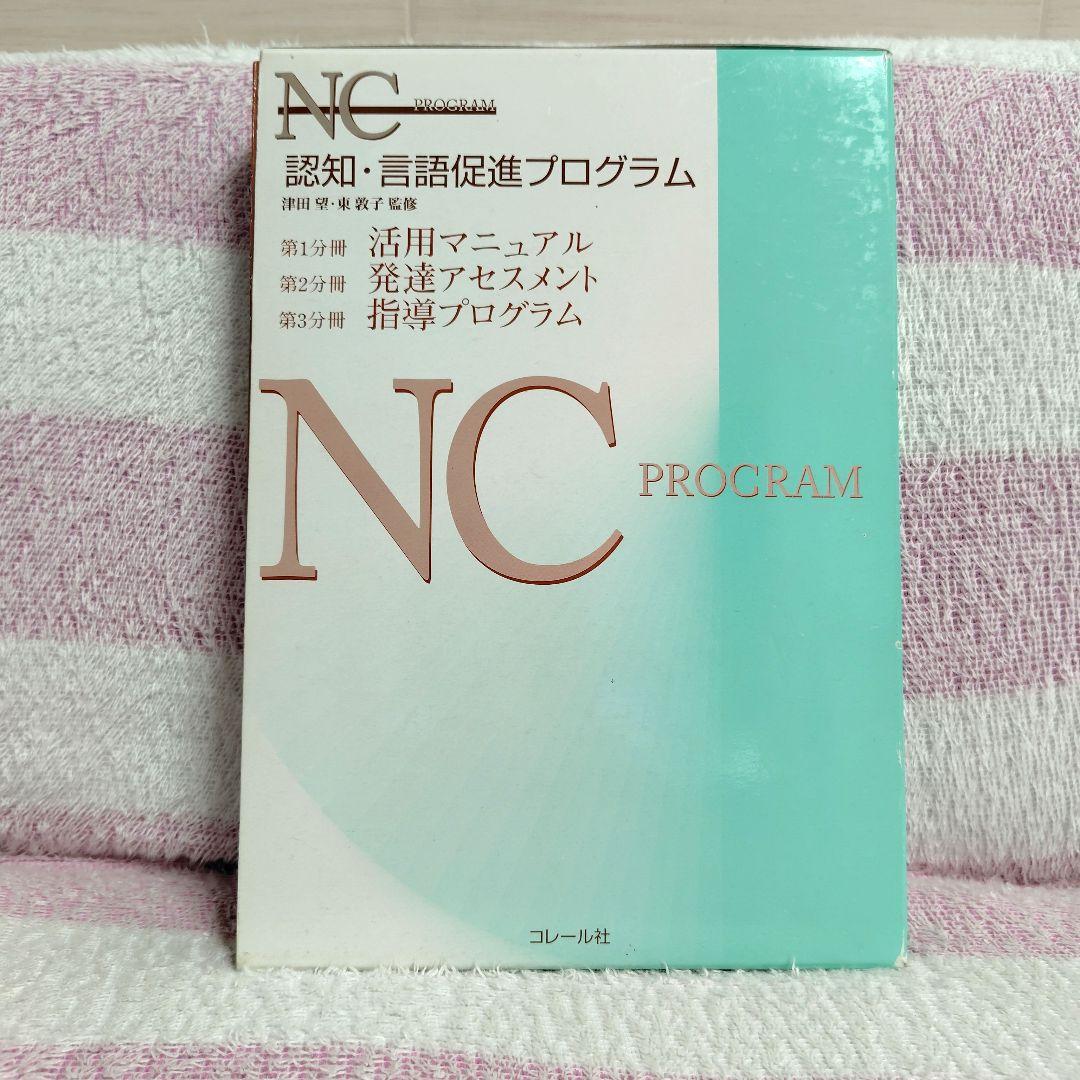 NC PROGRAM
認知・言語促進プログラム
津田 望・東 敦子 監修
第1分冊 活用マニュアル
第2分冊 発達アセスメント
第3分冊 指導プログラム
NC PROGRAM
コレール社